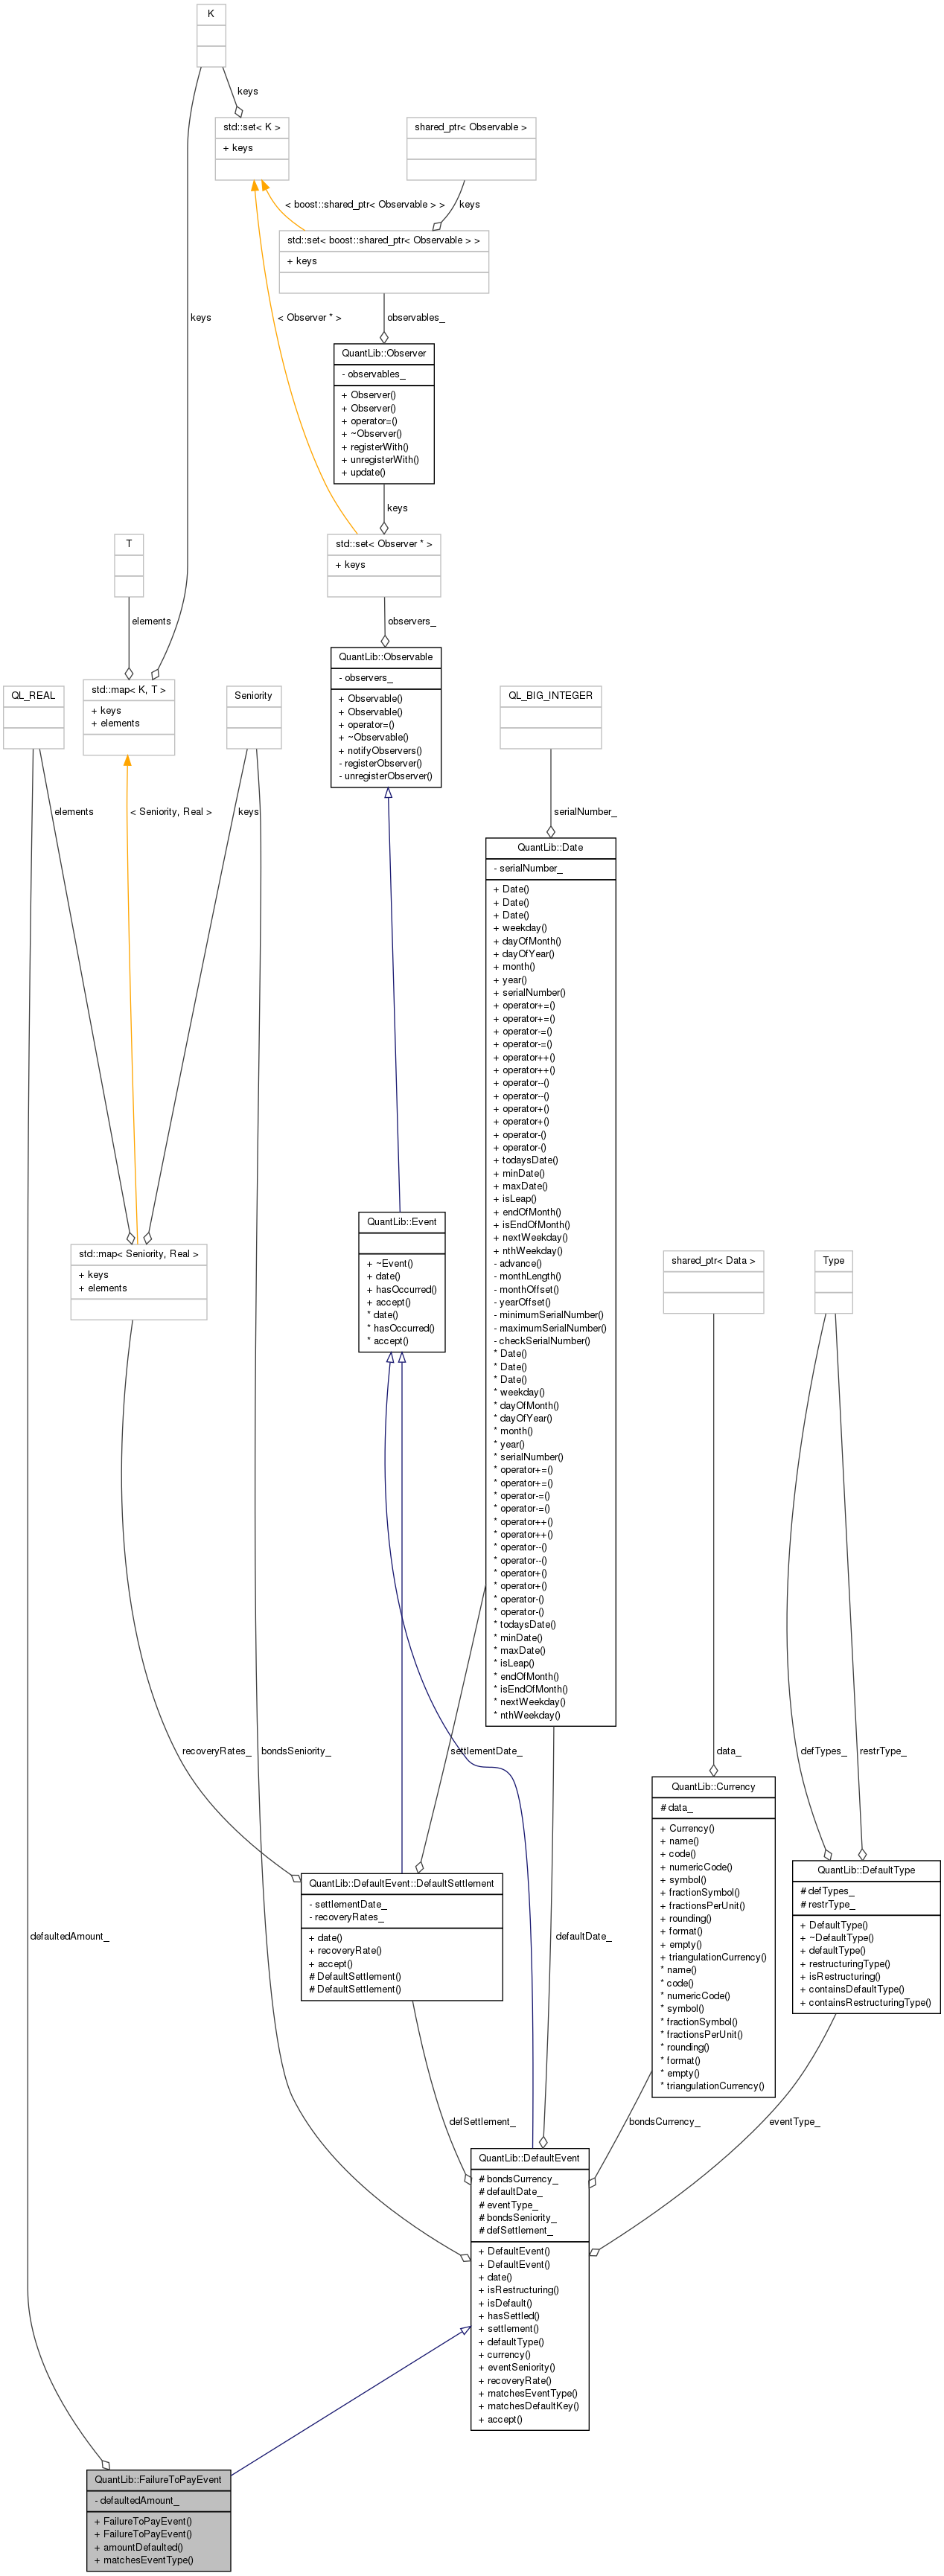 K
keys
std::set< K >
+ keys
shared_ptr< Observable >
< boost::shared_ptr< Observable > >
keys
std::set< boost::shared_ptr< Observable > >
+ keys
keys
< Observer * >
observables_
QuantLib::Observer
- observables_
+ Observer()
+ Observer()
+ operator=()
+ ~Observer()
+ registerWith()
+ unregisterWith()
+ update()
keys
T
std::set< Observer * >
+ keys
elements
observers_
QuantLib::Observable
- observers_
+ Observable()
+ Observable()
+ operator=()
+ ~Observable()
+ notifyObservers()
- registerObserver()
- unregisterObserver()
QL_REAL
std::map< K, T >
+ keys
+ elements
Seniority
QL_BIG_INTEGER
elements
< Seniority, Real >
keys
serialNumber_
QuantLib::Date
- serialNumber_
+ Date()
+ Date()
+ Date()
+ weekday()
+ dayOfMonth()
+ dayOfYear()
+ month()
+ year()
+ serialNumber()
+ operator+=()
+ operator+=()
+ operator-=()
+ operator-=()
+ operator++()
+ operator++()
+ operator--()
+ operator--()
+ operator+()
+ operator+()
+ operator-()
+ operator-()
+ todaysDate()
+ minDate()
+ maxDate()
+ isLeap()
+ endOfMonth()
+ isEndOfMonth()
+ nextWeekday()
+ nthWeekday()
- advance()
- monthLength()
- monthOffset()
- yearOffset()
- minimumSerialNumber()
- maximumSerialNumber()
- checkSerialNumber()
* Date()
* Date()
* Date()
* weekday()
* dayOfMonth()
* dayOfYear()
* month()
* year()
* serialNumber()
* operator+=()
* operator+=()
* operator-=()
* operator-=()
* operator++()
* operator++()
* operator--()
* operator--()
* operator+()
* operator+()
* operator-()
* operator-()
* todaysDate()
* minDate()
* maxDate()
* isLeap()
* endOfMonth()
* isEndOfMonth()
* nextWeekday()
* nthWeekday()
QuantLib::Event
+ ~Event()
+ date()
+ hasOccurred()
+ accept()
* date()
* hasOccurred()
* accept()
std::map< Seniority, Real >
+ keys
+ elements
shared_ptr< Data >
Type
recoveryRates_
bondsSeniority_
settlementDate_
data_
defTypes_
restrType_
QuantLib::Currency
# data_
+ Currency()
+ name()
+ code()
+ numericCode()
+ symbol()
+ fractionSymbol()
+ fractionsPerUnit()
+ rounding()
+ format()
+ empty()
+ triangulationCurrency()
* name()
* code()
* numericCode()
* symbol()
* fractionSymbol()
* fractionsPerUnit()
* rounding()
* format()
* empty()
* triangulationCurrency()
QuantLib::DefaultType
# defTypes_
# restrType_
+ DefaultType()
+ ~DefaultType()
+ defaultType()
+ restructuringType()
+ isRestructuring()
+ containsDefaultType()
+ containsRestructuringType()
QuantLib::DefaultEvent::DefaultSettlement
- settlementDate_
- recoveryRates_
+ date()
+ recoveryRate()
+ accept()
# DefaultSettlement()
# DefaultSettlement()
defaultedAmount_
defaultDate_
defSettlement_
bondsCurrency_
eventType_
QuantLib::DefaultEvent
# bondsCurrency_
# defaultDate_
# eventType_
# bondsSeniority_
# defSettlement_
+ DefaultEvent()
+ DefaultEvent()
+ date()
+ isRestructuring()
+ isDefault()
+ hasSettled()
+ settlement()
+ defaultType()
+ currency()
+ eventSeniority()
+ recoveryRate()
+ matchesEventType()
+ matchesDefaultKey()
+ accept()
QuantLib::FailureToPayEvent
- defaultedAmount_
+ FailureToPayEvent()
+ FailureToPayEvent()
+ amountDefaulted()
+ matchesEventType()